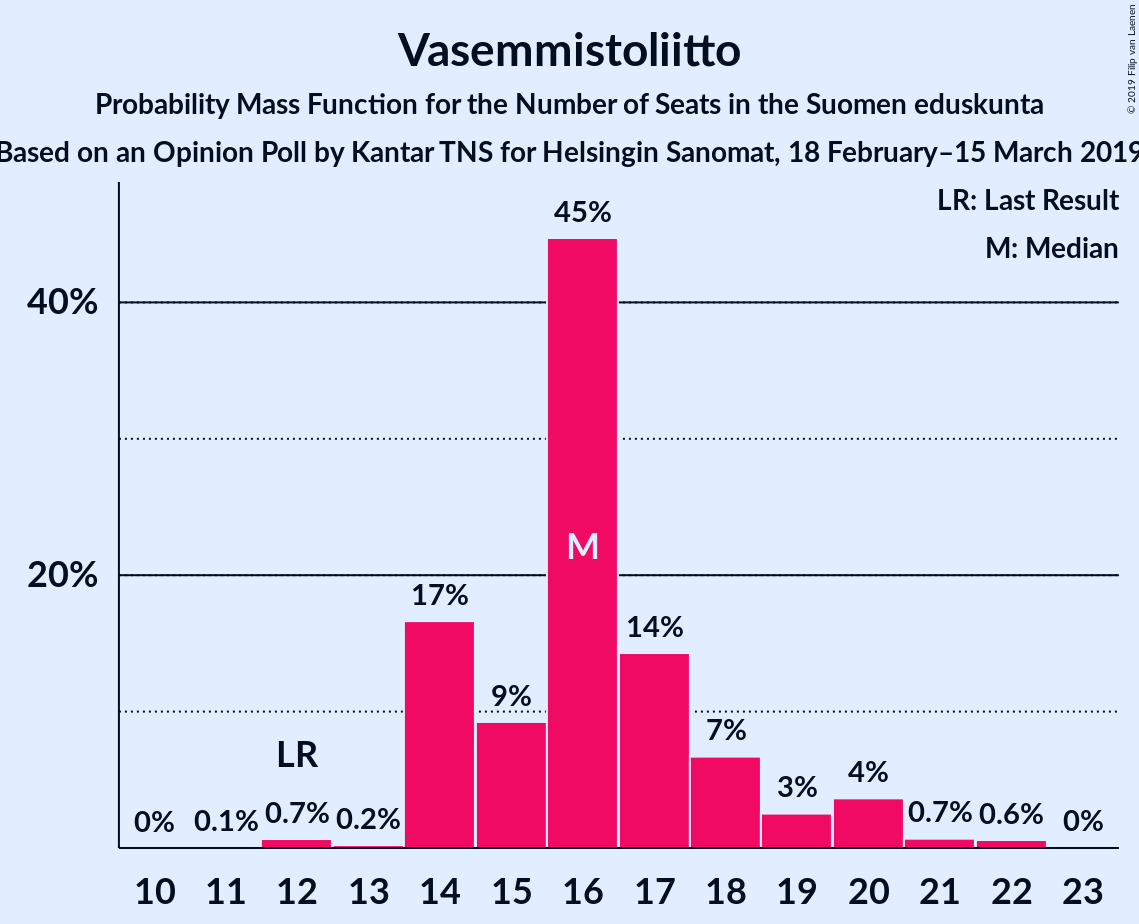 Vasemmistoliitto
Probability Mass Function for the Number of Seats in the Suomen eduskunta
Based on an Opinion Poll by Kantar TNS for Helsingin Sanomat, 18 February–15 March 2019
© 2019 Filip van Laenen
LR: Last Result
M: Median
45%
40%
M
20%
17%
14%
9%
7%
LR
4%
3%
0% 0.1% 0.7% 0.2% 0.7% 0.6% 0%
10 11 12 13 14 15 16 17 18 19 20 21 22 23